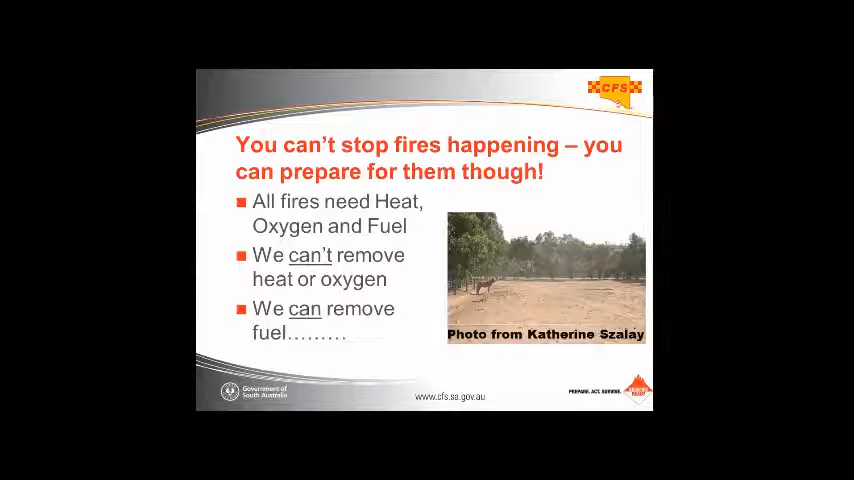 CFS
You can't stop fires happening – you
can prepare for them though!
■ All fires need Heat,
Oxygen and Fuel
■ We can't remove
heat or oxygen
■ We can remove
fuel.........
Photo from Katherine Szalay
Government of
South Australia
www.cfs.sa.gov.au
PREPARE. ACT. SURVIVE.